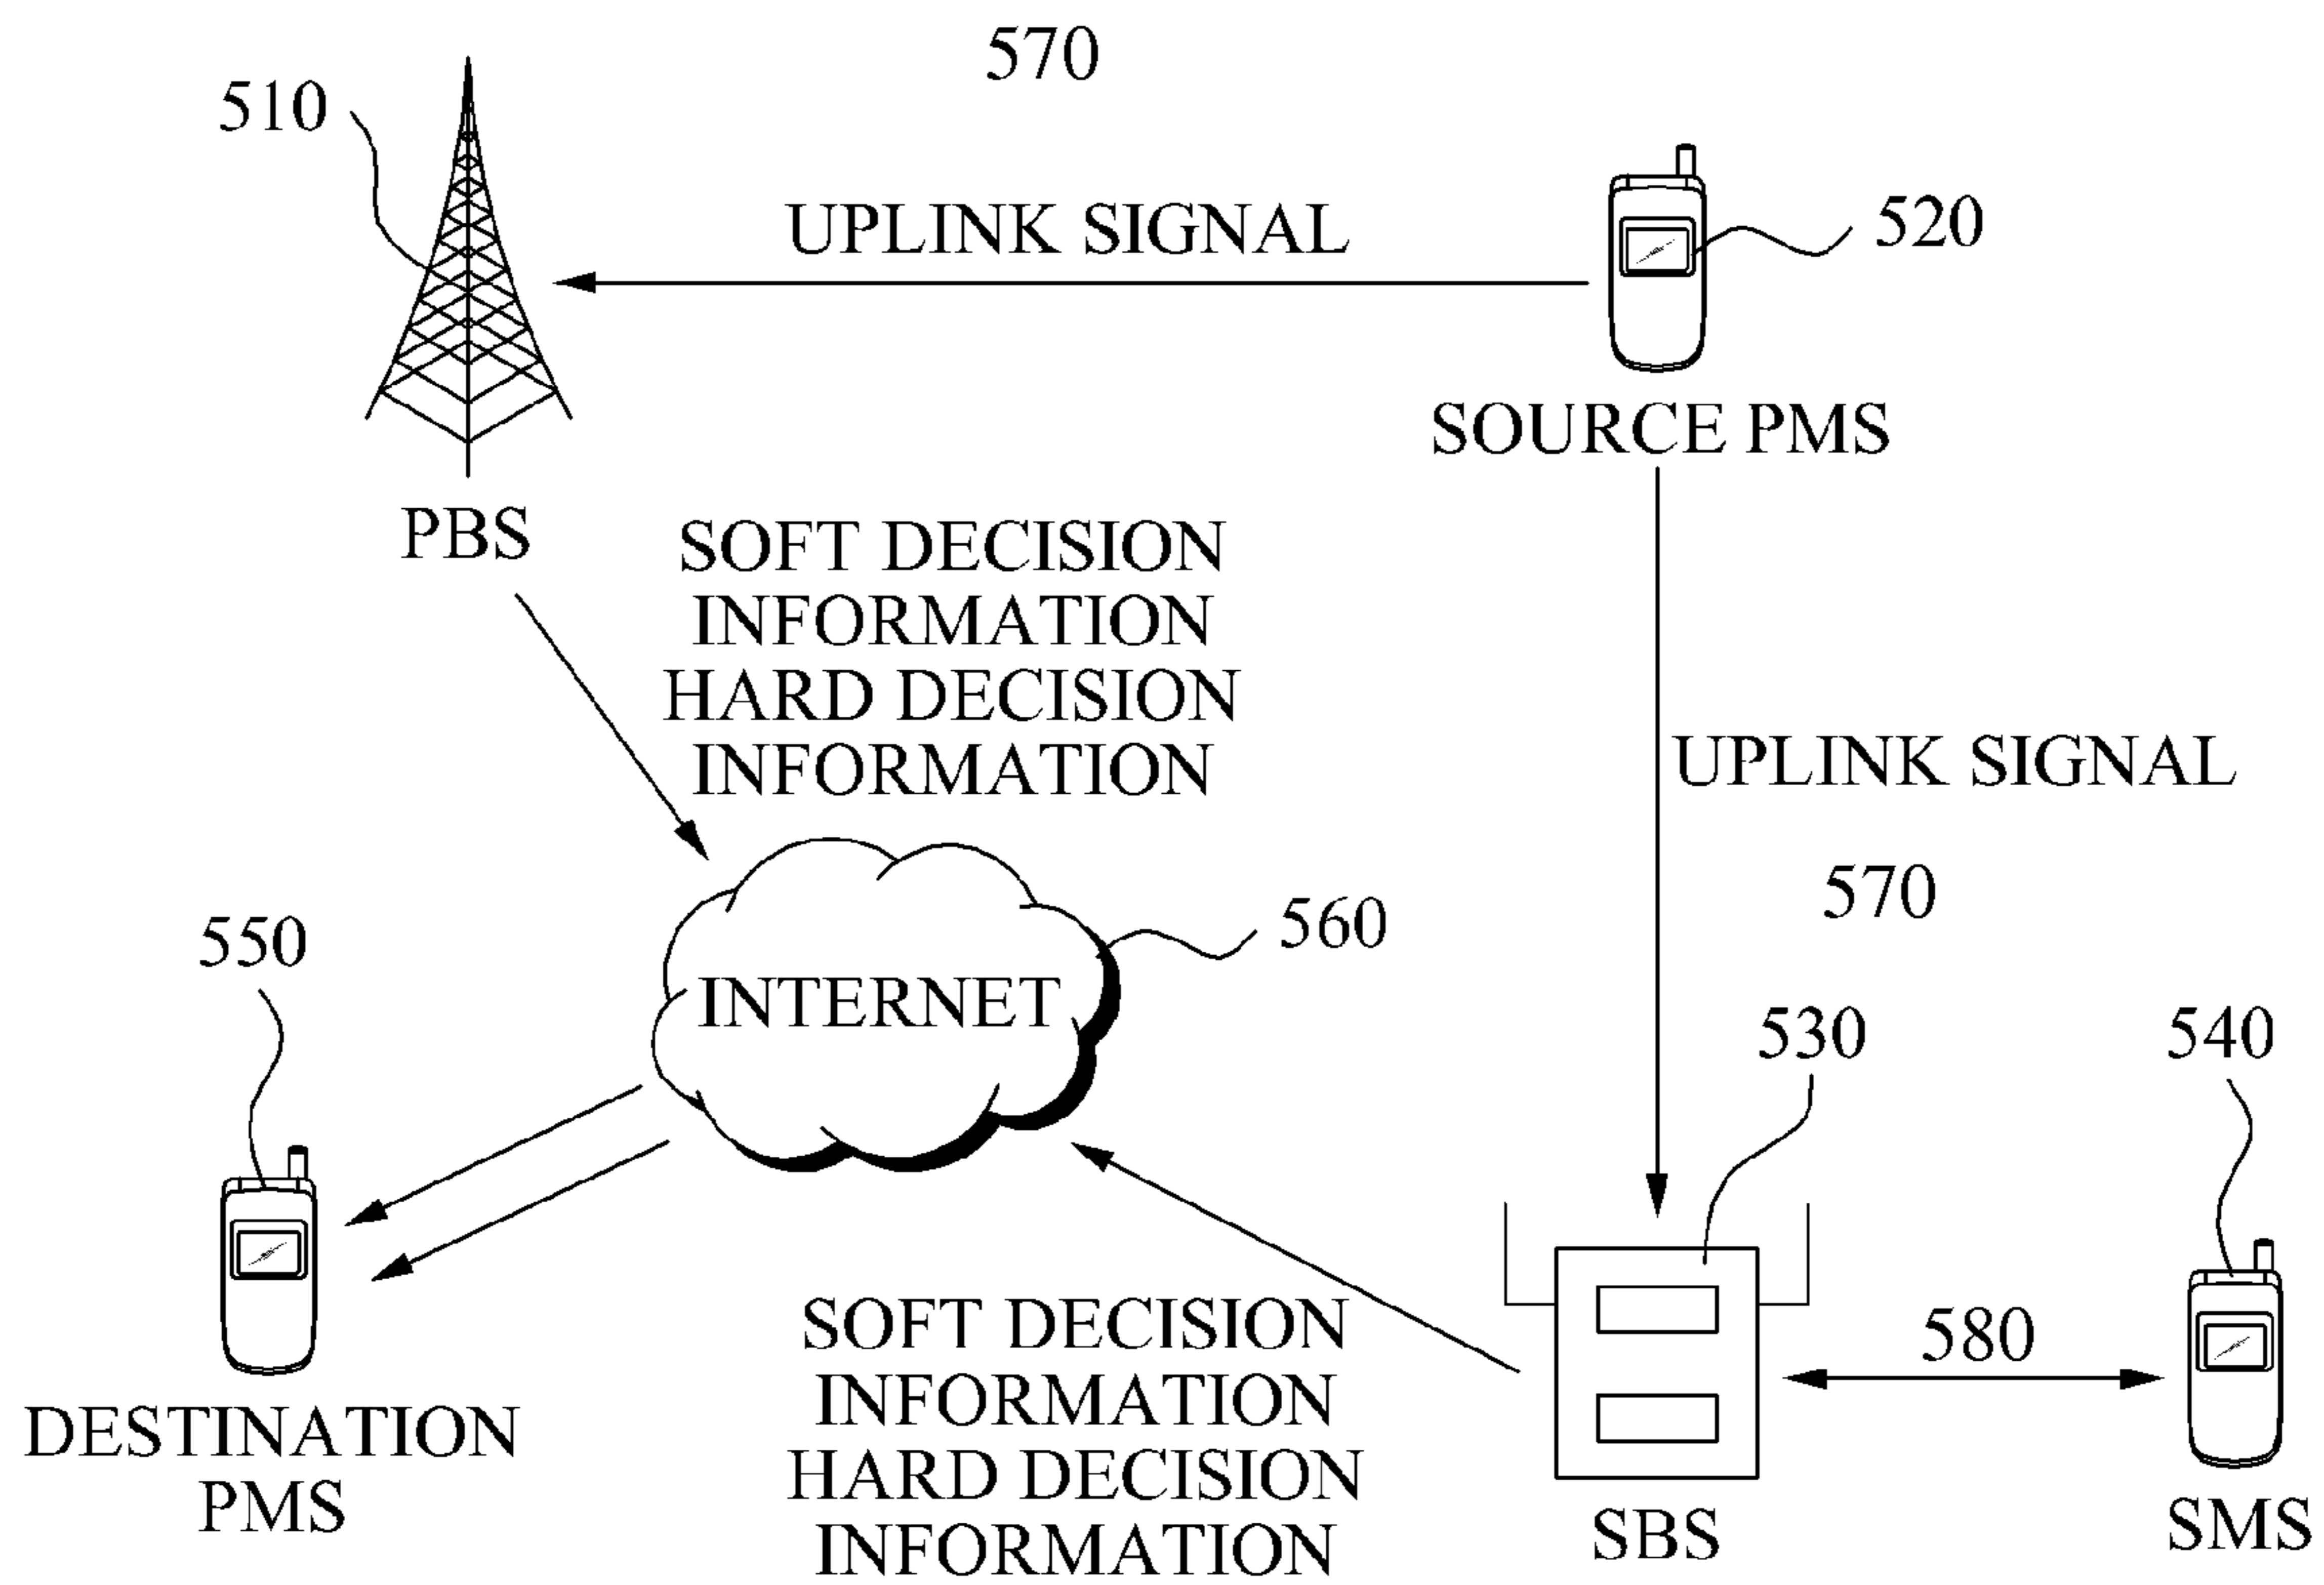 570
510
UPLINK SIGNAL
520
SOURCE PMS
PBS
SOFT DECISION
INFORMATION
HARD DECISION
INFORMATION
UPLINK SIGNAL
570
550
560
INTERNET
530
540
580
SOFT DECISION
INFORMATION
HARD DECISION
INFORMATION
DESTINATION
PMS
SBS
SMS